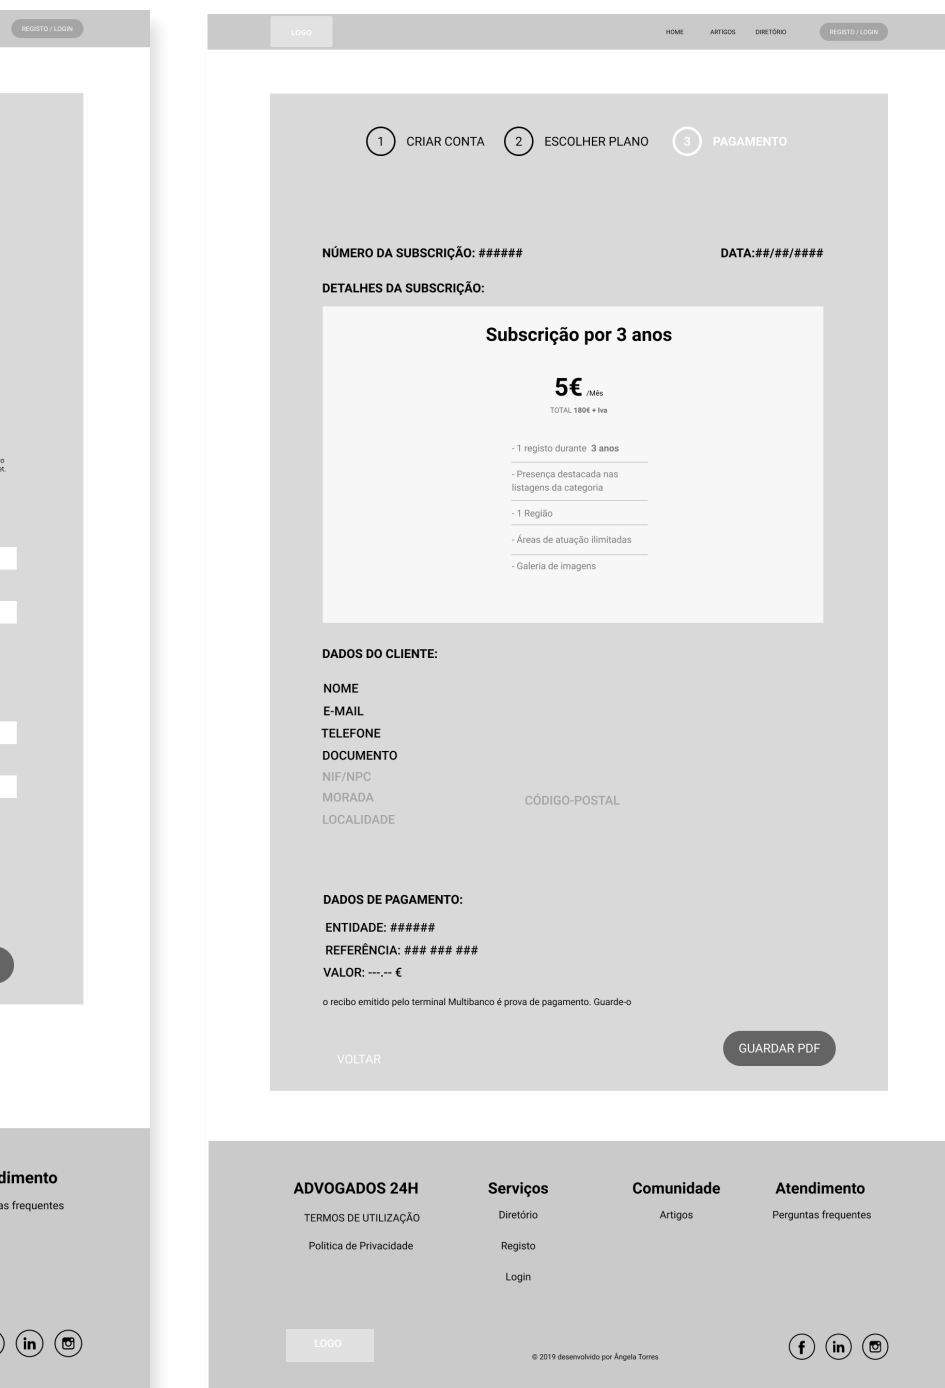 REGISTO / LOGIN
o
et.
dimento
as frequentes
in
LOGO
HOME ARTIGOS DIRETÓRIO REGISTO / LOGIN
1 CRIAR CONTA 2 ESCOLHER PLANO 3 PAGAMENTO
NÚMERO DA SUBSCRIÇÃO: ###### DATA:##/##/####
DETALHES DA SUBSCRIÇÃO:
Subscrição por 3 anos
5€ /Mês
TOTAL 180€ + Iva
- 1 registo durante 3 anos
- Presença destacada nas
listagens da categoria
- 1 Região
- Áreas de atuação ilimitadas
- Galeria de imagens
DADOS DO CLIENTE:
NOME
E-MAIL
TELEFONE
DOCUMENTO
NIF/NPC
MORADA CÓDIGO-POSTAL
LOCALIDADE
DADOS DE PAGAMENTO:
ENTIDADE: ######
REFERÊNCIA: ### ### ###
VALOR: ---.-- €
o recibo emitido pelo terminal Multibanco é prova de pagamento. Guarde-o
VOLTAR GUARDAR PDF
ADVOGADOS 24H Serviços Comunidade Atendimento
TERMOS DE UTILIZAÇÃO Diretório Artigos Perguntas frequentes
Politica de Privacidade Registo
Login
LOGO © 2019 desenvolvido por Ângela Torres f in